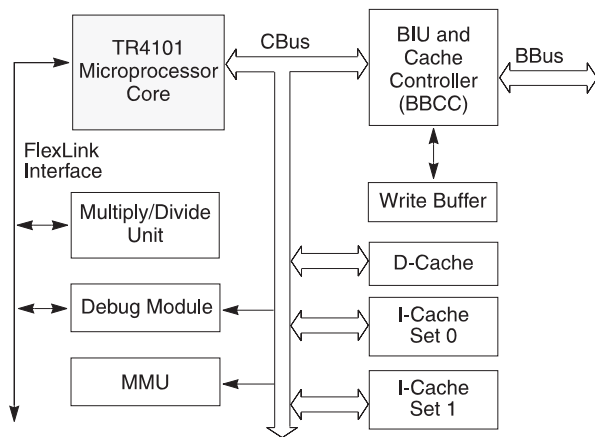 TR4101
Microprocessor
Core
CBus
BIU and
Cache
Controller
(BBCC)
BBus
FlexLink
Interface
Multiply/Divide
Unit
Write Buffer
D-Cache
Debug Module
I-Cache
Set 0
MMU
I-Cache
Set 1